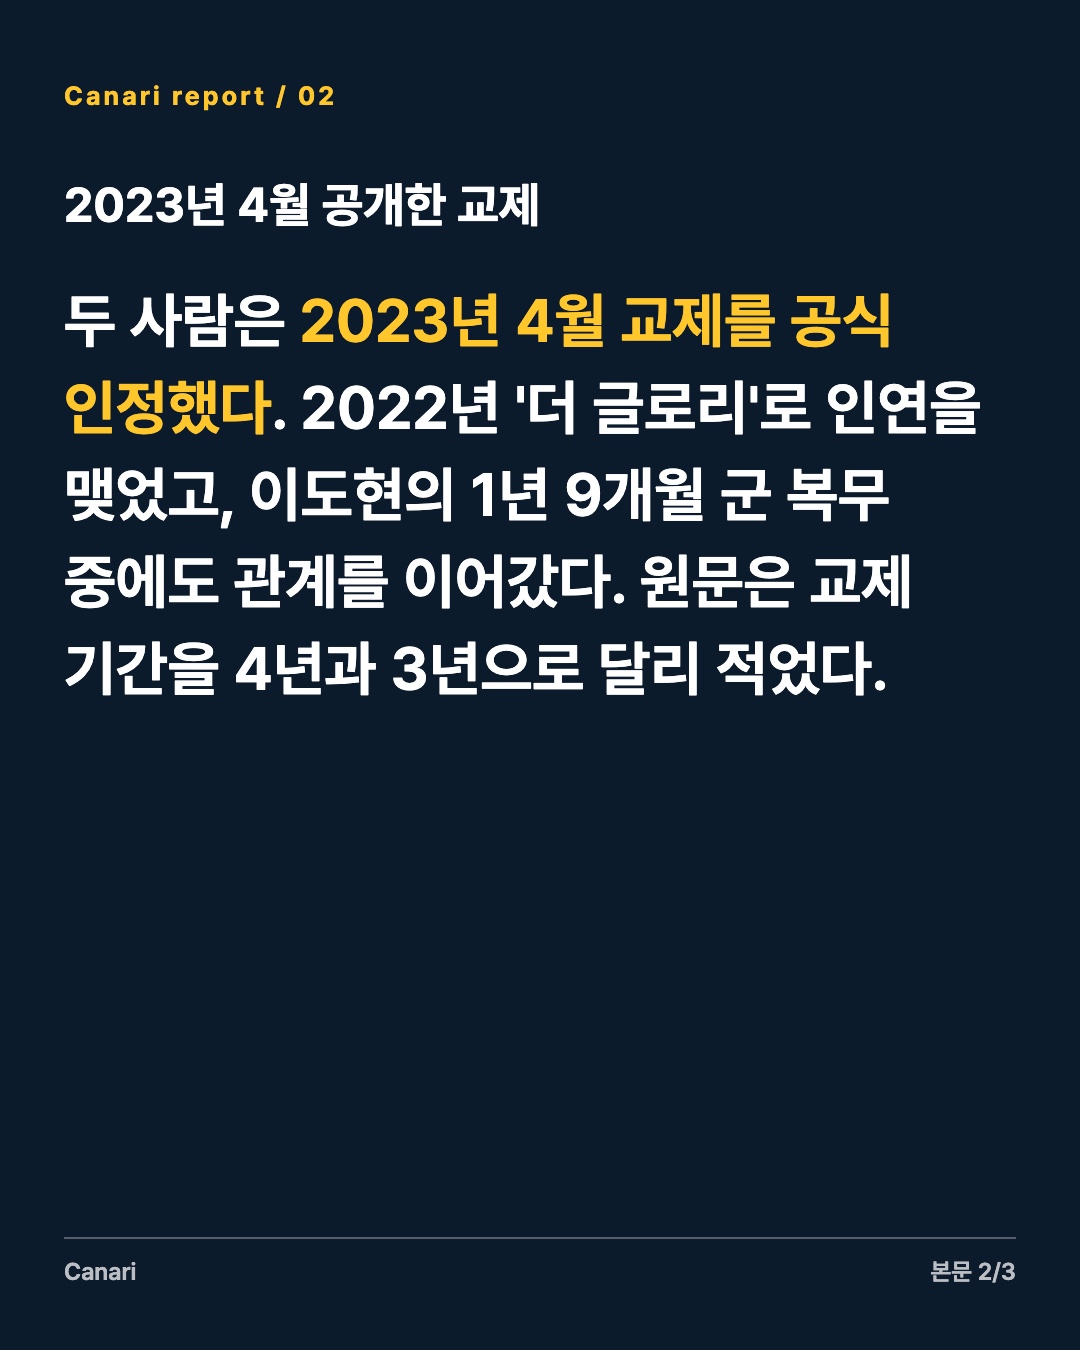 Canari report / 02
2023년 4월 공개한 교제
두 사람은 2023년 4월 교제를 공식
인정했다. 2022년 '더 글로리'로 인연을
맺었고, 이도현의 1년 9개월 군 복무
중에도 관계를 이어갔다. 원문은 교제
기간을 4년과 3년으로 달리 적었다.
Canari
본문 2/3